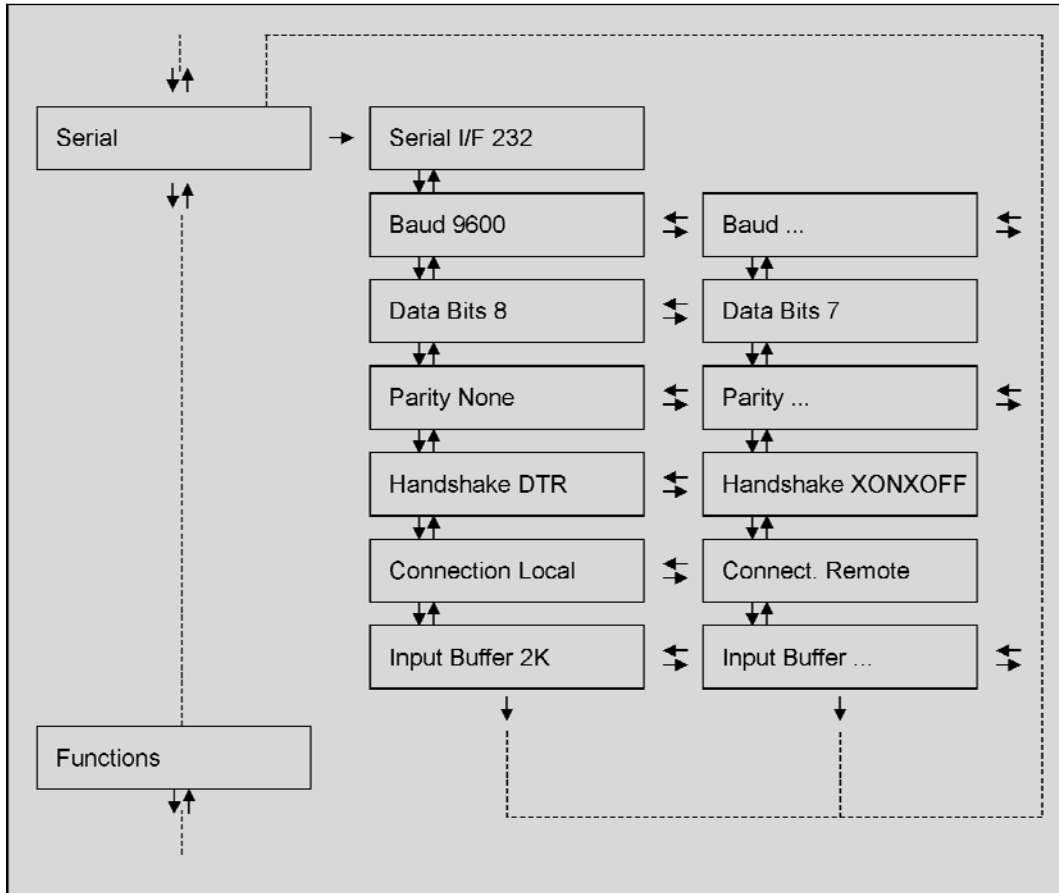 Serial
Serial I/F 232
Baud 9600
Baud ...
Data Bits 8
Data Bits 7
Parity None
Parity ...
Handshake DTR
Handshake XONXOFF
Connection Local
Connect. Remote
Input Buffer 2K
Input Buffer ...
Functions